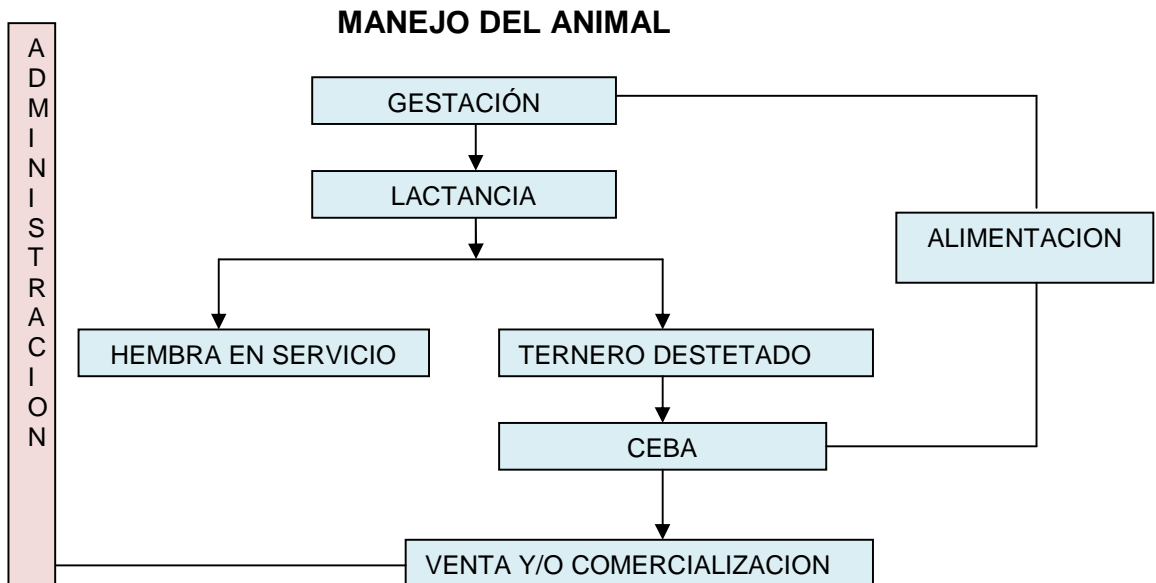 MANEJO DEL ANIMAL
ADMINISTRACION
GESTACIÓN
LACTANCIA
ALIMENTACION
HEMBRA EN SERVICIO
TERNERO DESTETADO
CEBA
VENTA Y/O COMERCIALIZACION